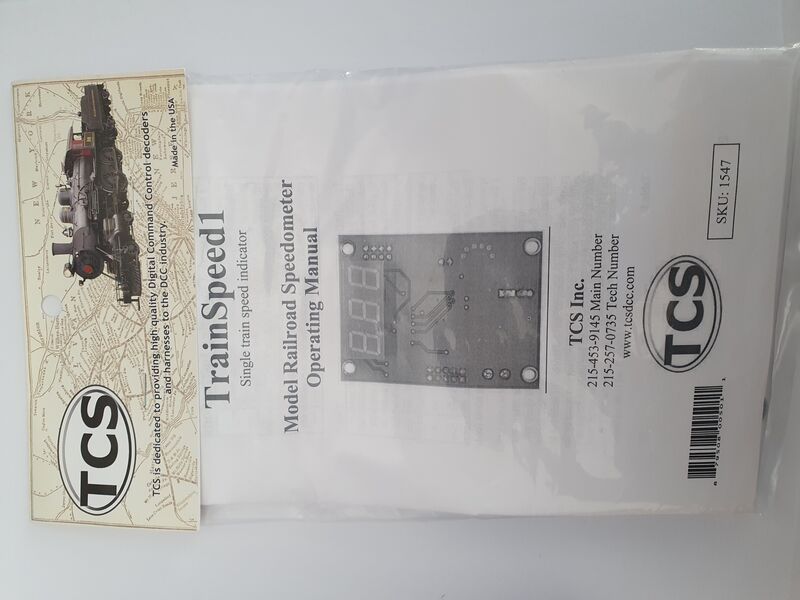 TCS
TCS is dedicated to providing high quality Digital Command Control decoders
and harnesses to the DCC industry.
Made in the USA
TrainSpeed1
Single train speed indicator
Model Railroad Speedometer
Operating Manual
TCS Inc.
215-453-9145 Main Number
215-257-0735 Tech Number
www.tcsdcc.com
TCS
SKU: 1547